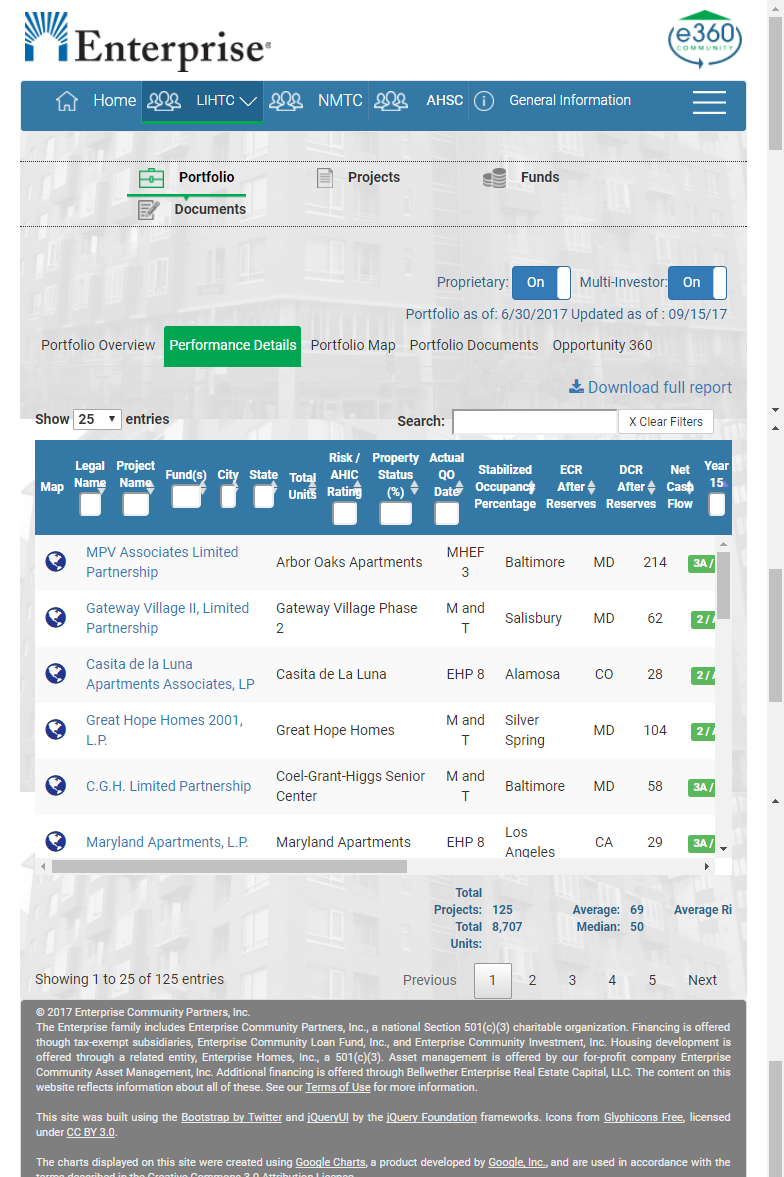 Enterprise®
e360
COMMUNITY
Home LIHTC NMTC AHSC General Information
Portfolio Projects Funds
Documents
Proprietary: On Multi-Investor: On
Portfolio as of: 6/30/2017 Updated as of : 09/15/17
Portfolio Overview Performance Details Portfolio Map Portfolio Documents Opportunity 360
Download full report
Show 25 entries Search: X Clear Filters
Map
Legal
Name
Project
Name
Fund(s)
City
State
Total
Units
Risk /
AHIC
Rating
Property
Status
(%)
Actual
QO
Date
Stabilized
Occupancy
Percentage
ECR
After
Reserves
DCR
After
Reserves
Net
Cash
Flow
Year
15
MPV Associates Limited
Partnership
Arbor Oaks Apartments
MHEF
3
Baltimore MD 214 3A /
Gateway Village II, Limited
Partnership
Gateway Village Phase
2
M and
T
Salisbury MD 62 2 / A
Casita de la Luna
Apartments Associates, LP
Casita de La Luna EHP 8 Alamosa CO 28 2 / A
Great Hope Homes 2001,
L.P.
Great Hope Homes
M and
T
Silver
Spring
MD 104 2 / A
C.G.H. Limited Partnership
Coel-Grant-Higgs Senior
Center
M and
T
Baltimore MD 58 3A /
Maryland Apartments, L.P. Maryland Apartments EHP 8
Los
Angeles
CA 29 3A /
Total
Projects: 125
Total
Units: 8,707
Average: 69
Median: 50
Average Ri
Showing 1 to 25 of 125 entries Previous 1 2 3 4 5 Next
© 2017 Enterprise Community Partners, Inc.
The Enterprise family includes Enterprise Community Partners, Inc., a national Section 501(c)(3) charitable organization. Financing is offered
though tax-exempt subsidiaries, Enterprise Community Loan Fund, Inc., and Enterprise Community Investment, Inc. Housing development is
offered through a related entity, Enterprise Homes, Inc., a 501(c)(3). Asset management is offered by our for-profit company Enterprise
Community Asset Management, Inc. Additional financing is offered through Bellwether Enterprise Real Estate Capital, LLC. The content on this
website reflects information about all of these. See our Terms of Use for more information.
This site was built using the Bootstrap by Twitter and jQueryUI by the jQuery Foundation frameworks. Icons from Glyphicons Free, licensed
under CC BY 3.0.
The charts displayed on this site were created using Google Charts, a product developed by Google, Inc., and are used in accordance with the
terms described in the Creative Commons 3.0 Attribution License.